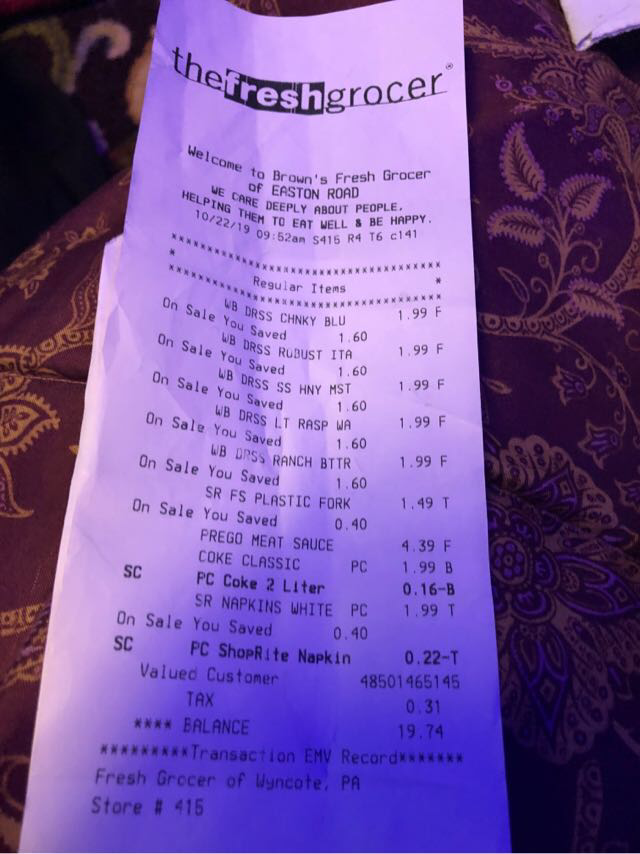 thefreshgrocer®
Welcome to Brown's Fresh Grocer
of EASTON ROAD
WE CARE DEEPLY ABOUT PEOPLE,
HELPING THEM TO EAT WELL & BE HAPPY.
10/22/19 09:52am S415 R4 T6 c141
****************************************
* Regular Items *
****************************************
WB DRSS CHNKY BLU 1.99 F
On Sale You Saved 1.60
WB DRSS ROBUST ITA 1.99 F
On Sale You Saved 1.60
WB DRSS SS HNY MST 1.99 F
On Sale You Saved 1.60
WB DRSS LT RASP WA 1.99 F
On Sale You Saved 1.60
WB DRSS RANCH BTTR 1.99 F
On Sale You Saved 1.60
SR FS PLASTIC FORK 1.49 T
On Sale You Saved 0.40
PREGO MEAT SAUCE 4.39 F
COKE CLASSIC PC 1.99 B
SC PC Coke 2 Liter 0.16-B
SR NAPKINS WHITE PC 1.99 T
On Sale You Saved 0.40
SC PC ShopRite Napkin 0.22-T
Valued Customer 48501465145
TAX 0.31
**** BALANCE 19.74
*********Transaction EMV Record*******
Fresh Grocer of Wyncote, PA
Store # 415